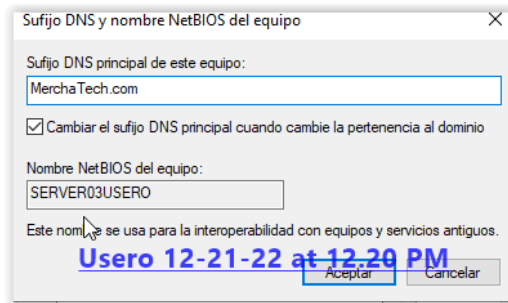 Sufijo DNS y nombre NetBIOS del equipo
Sufijo DNS principal de este equipo:
MerchaTech.com
Cambiar el sufijo DNS principal cuando cambie la pertenencia al dominio
Nombre NetBIOS del equipo:
SERVER03USERO
Este nombre se usa para la interoperabilidad con equipos y servicios antiguos.
Usero 12-21-22 at 12.20 PM
Aceptar Cancelar